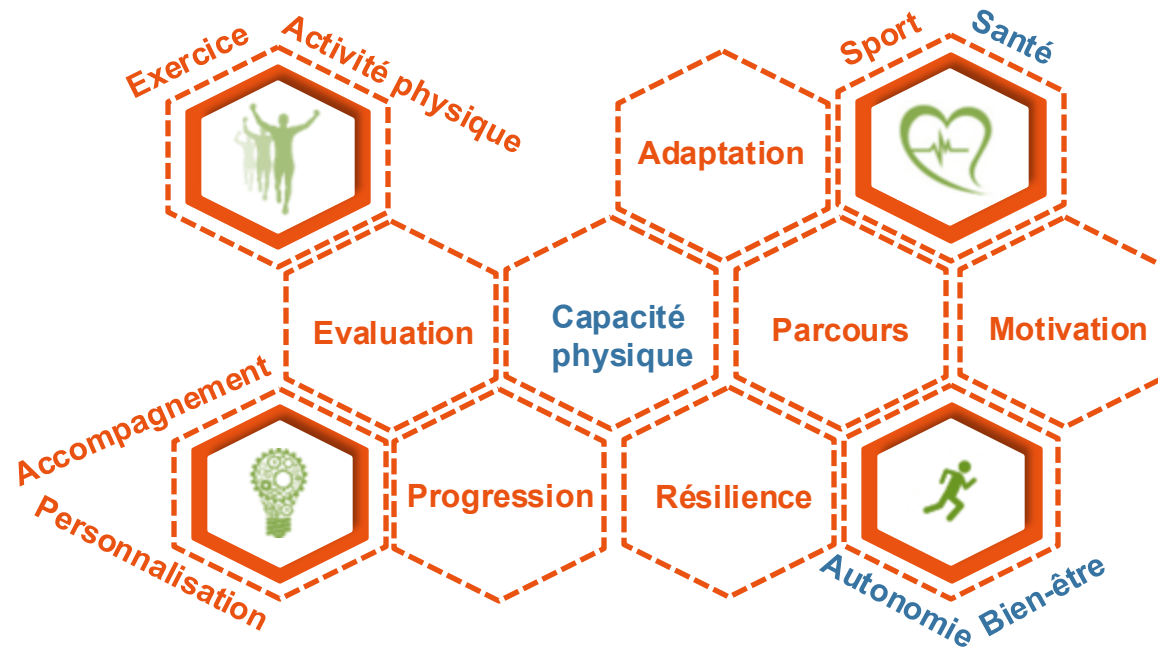 Exercice
Activité physique
Sport
Santé
Adaptation
Evaluation
Capacité
physique
Parcours
Motivation
Accompagnement
Personnalisation
Progression
Résilience
Autonomie
Bien-être